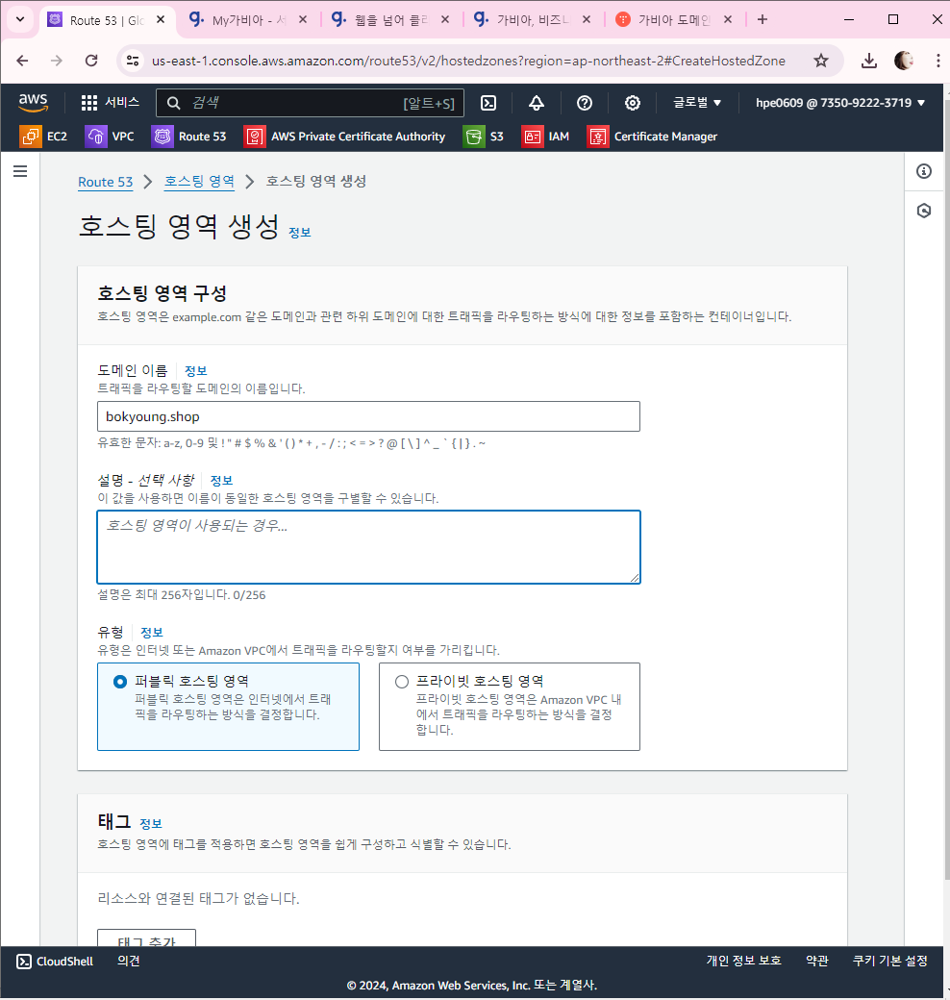 Route 53 | Glo
My가비아 - 서
웹을 넘어 클라
가비아, 비즈니
가비아 도메인
us-east-1.console.aws.amazon.com/route53/v2/hostedzones?region=ap-northeast-2#CreateHostedZone
aws
서비스
검색
[알트+S]
글로벌
hpe0609 @ 7350-9222-3719
EC2
VPC
Route 53
AWS Private Certificate Authority
S3
IAM
Certificate Manager
Route 53 > 호스팅 영역 > 호스팅 영역 생성
호스팅 영역 생성 정보
호스팅 영역 구성
호스팅 영역은 example.com 같은 도메인과 관련 하위 도메인에 대한 트래픽을 라우팅하는 방식에 대한 정보를 포함하는 컨테이너입니다.
도메인 이름 정보
트래픽을 라우팅할 도메인의 이름입니다.
bokyoung.shop
유효한 문자: a-z, 0-9 및 ! " # $ % & ' ( ) * + , - / : ; < = > ? @ [ \ ] ^ _ ` { | } . ~
설명 - 선택 사항 정보
이 값을 사용하면 이름이 동일한 호스팅 영역을 구별할 수 있습니다.
호스팅 영역이 사용되는 경우...
설명은 최대 256자입니다. 0/256
유형 정보
유형은 인터넷 또는 Amazon VPC에서 트래픽을 라우팅할지 여부를 가리킵니다.
퍼블릭 호스팅 영역
퍼블릭 호스팅 영역은 인터넷에서 트래
픽을 라우팅하는 방식을 결정합니다.
프라이빗 호스팅 영역
프라이빗 호스팅 영역은 Amazon VPC 내
에서 트래픽을 라우팅하는 방식을 결정
합니다.
태그 정보
호스팅 영역에 태그를 적용하면 호스팅 영역을 쉽게 구성하고 식별할 수 있습니다.
리소스와 연결된 태그가 없습니다.
태그 추가
CloudShell
의견
개인 정보 보호
약관
쿠키 기본 설정
© 2024, Amazon Web Services, Inc. 또는 계열사.